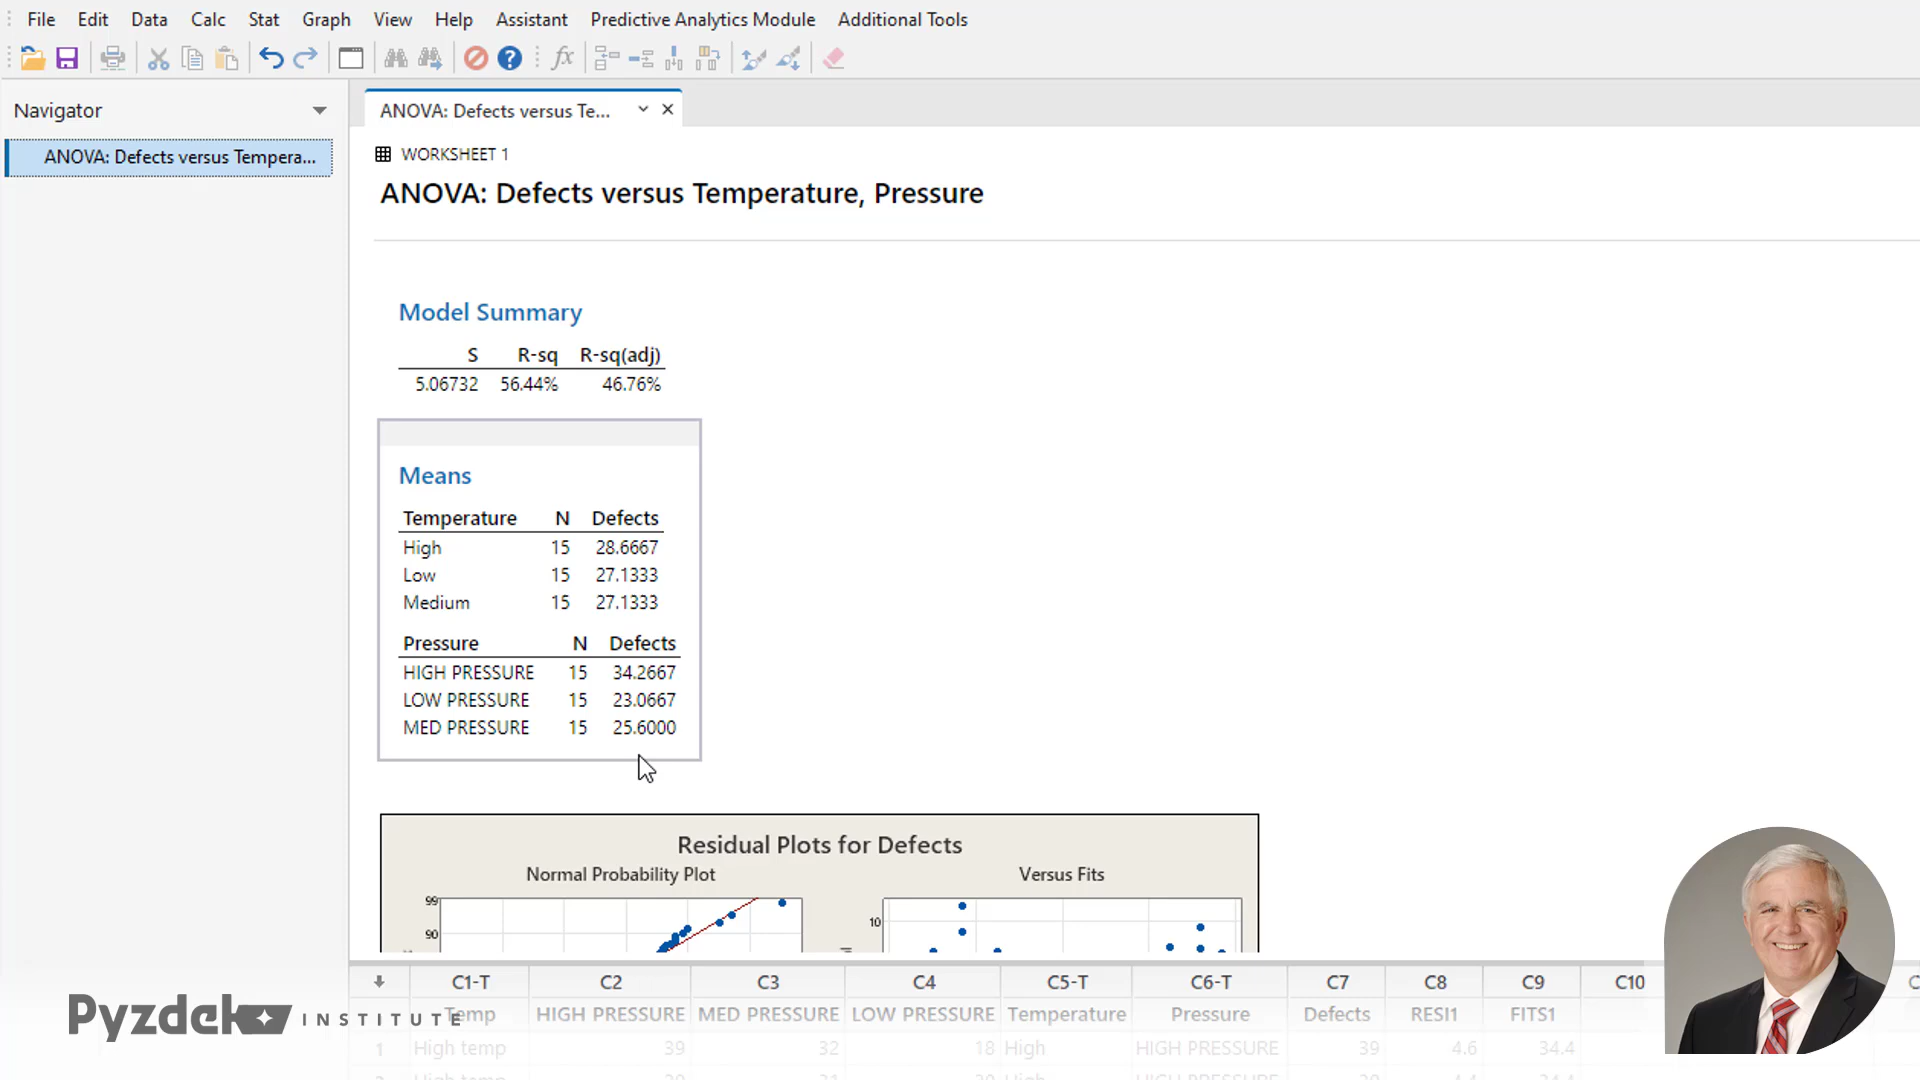 File Edit Data Calc Stat Graph View Help Assistant Predictive Analytics Module Additional Tools
Navigator
ANOVA: Defects versus Te...
ANOVA: Defects versus Tempera...
WORKSHEET 1
ANOVA: Defects versus Temperature, Pressure
Model Summary
S R-sq R-sq(adj)
5.06732 56.44% 46.76%
Means
Temperature N Defects
High 15 28.6667
Low 15 27.1333
Medium 15 27.1333
Pressure N Defects
HIGH PRESSURE 15 34.2667
LOW PRESSURE 15 23.0667
MED PRESSURE 15 25.6000
Residual Plots for Defects
Normal Probability Plot Versus Fits
99
90
10
C1-T C2 C3 C4 C5-T C6-T C7 C8 C9 C10
Temp HIGH PRESSURE MED PRESSURE LOW PRESSURE Temperature Pressure Defects RESI1 FITS1
1 High temp 39 32 18 High HIGH PRESSURE 39 4.6 34.4
Pyzdek INSTITUTE